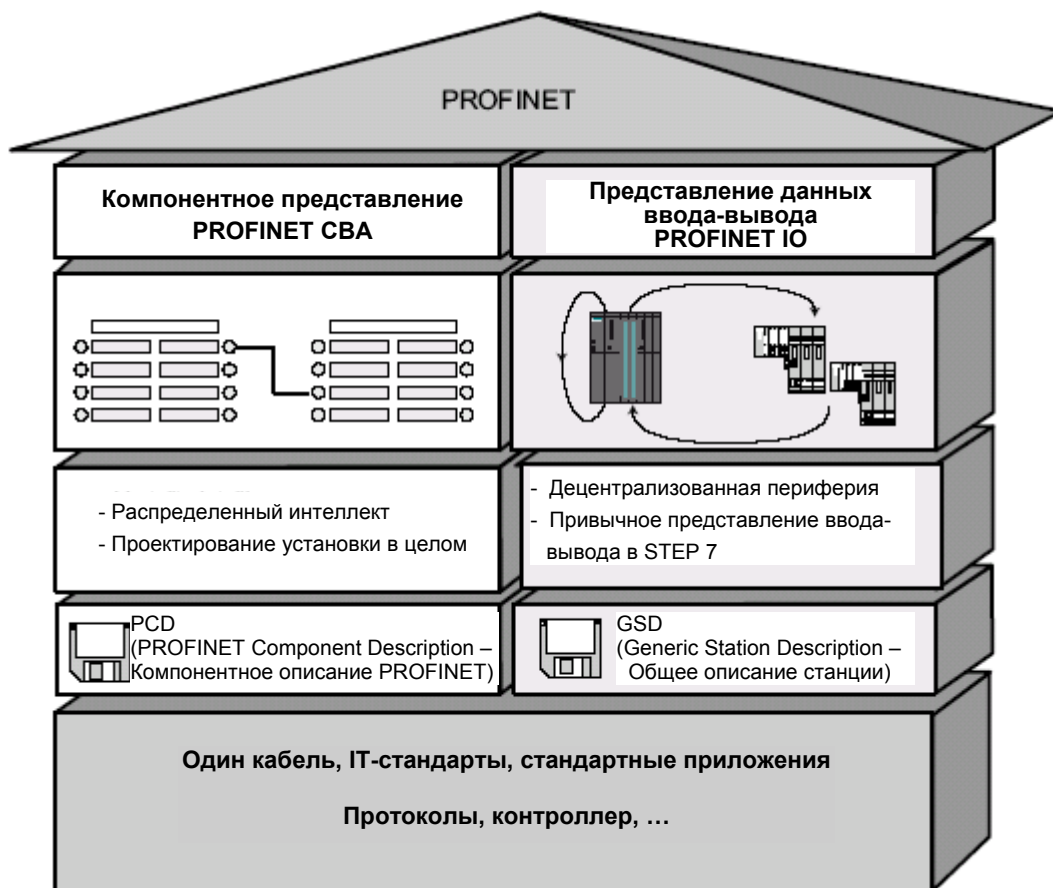 PROFINET
Компонентное представление
PROFINET CBA
Представление данных
ввода-вывода
PROFINET IO
- Распределенный интеллект
- Проектирование установки в целом
- Децентрализованная периферия
- Привычное представление ввода-
вывода в STEP 7
PCD
(PROFINET Component Description –
Компонентное описание PROFINET)
GSD
(Generic Station Description –
Общее описание станции)
Один кабель, IT-стандарты, стандартные приложения
Протоколы, контроллер, ...